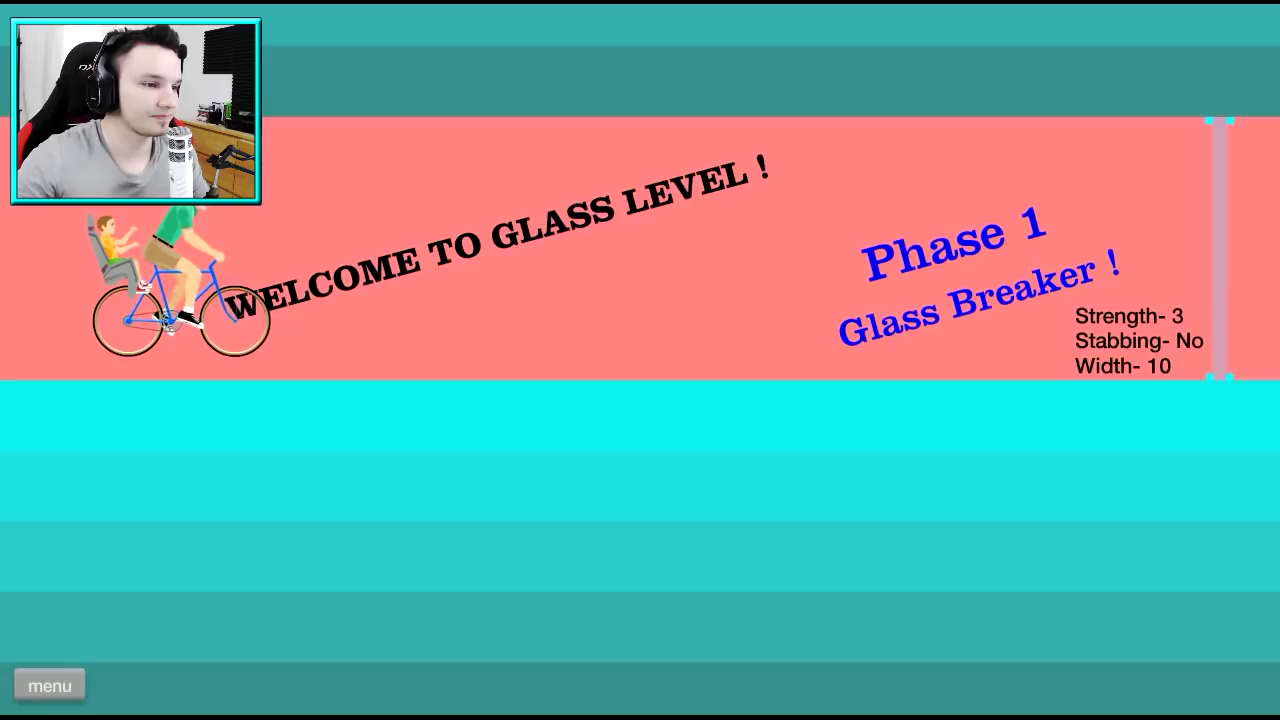 WELCOME TO GLASS LEVEL !
Phase 1
Glass Breaker !
Strength- 3
Stabbing- No
Width- 10
menu